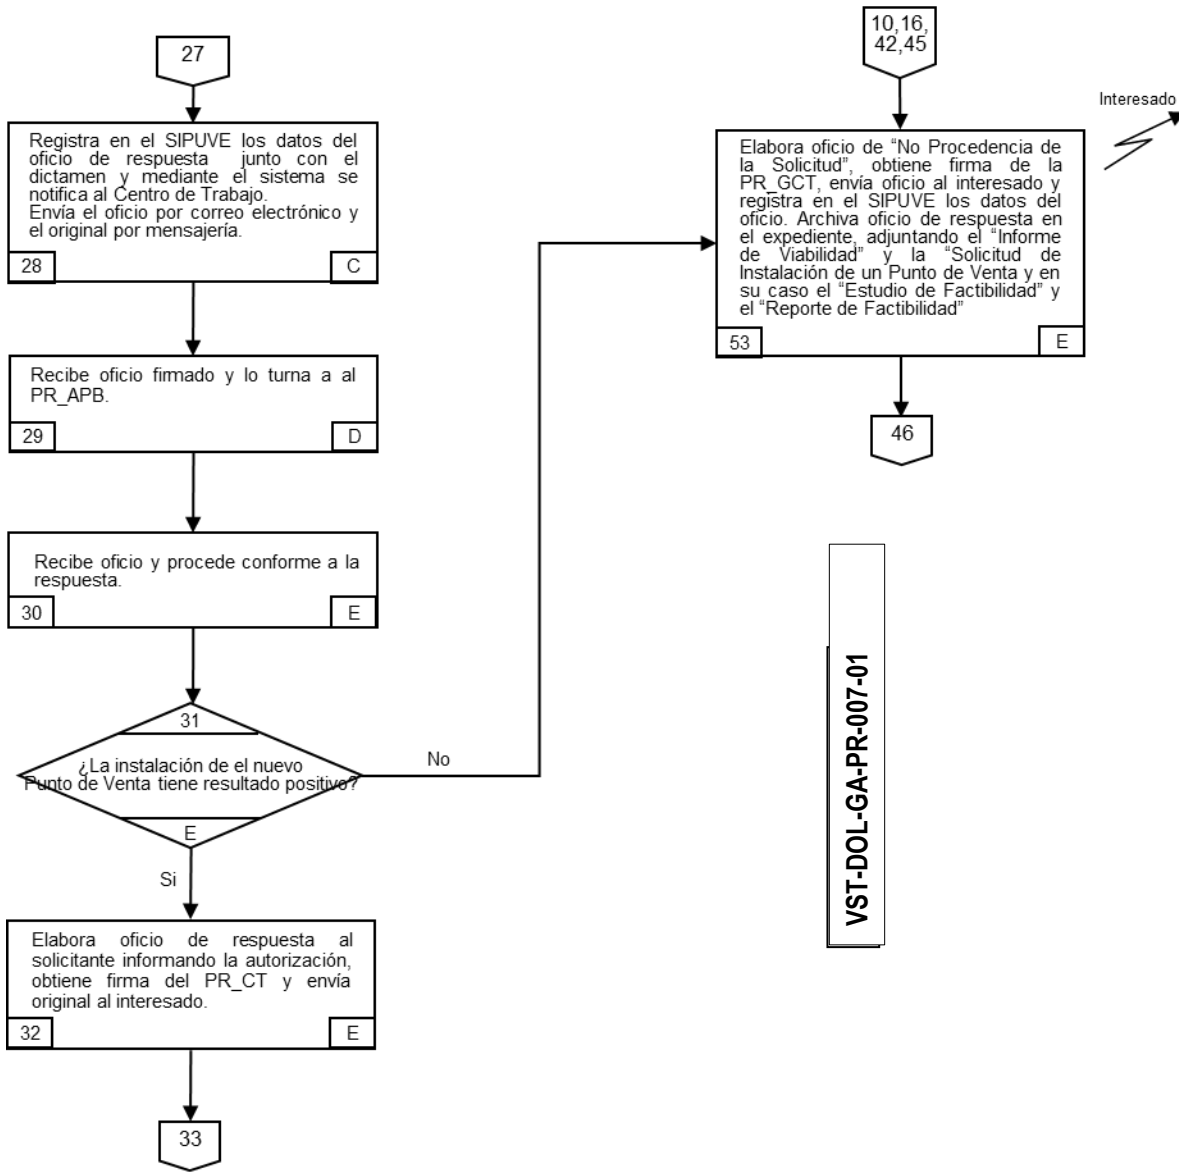 27
Registra en el SIPUVE los datos del
oficio de respuesta junto con el
dictamen y mediante el sistema se
notifica al Centro de Trabajo.
Envía el oficio por correo electrónico y
el original por mensajería.
28
C
Recibe oficio firmado y lo turna a al
PR_APB.
29
D
Recibe oficio y procede conforme a la
respuesta.
30
E
31
¿La instalación de el nuevo
Punto de Venta tiene resultado positivo?
E
No
Si
Elabora oficio de respuesta al
solicitante informando la autorización,
obtiene firma del PR_CT y envía
original al interesado.
32
E
33
10,16,
42,45
Interesado
Elabora oficio de “No Procedencia de
la Solicitud”, obtiene firma de la
PR_GCT, envía oficio al interesado y
registra en el SIPUVE los datos del
oficio. Archiva oficio de respuesta en
el expediente, adjuntando el “Informe
de Viabilidad” y la “Solicitud de
Instalación de un Punto de Venta y en
su caso el “Estudio de Factibilidad” y
el “Reporte de Factibilidad”
53
E
46
VST-DOL-GA-PR-007-01